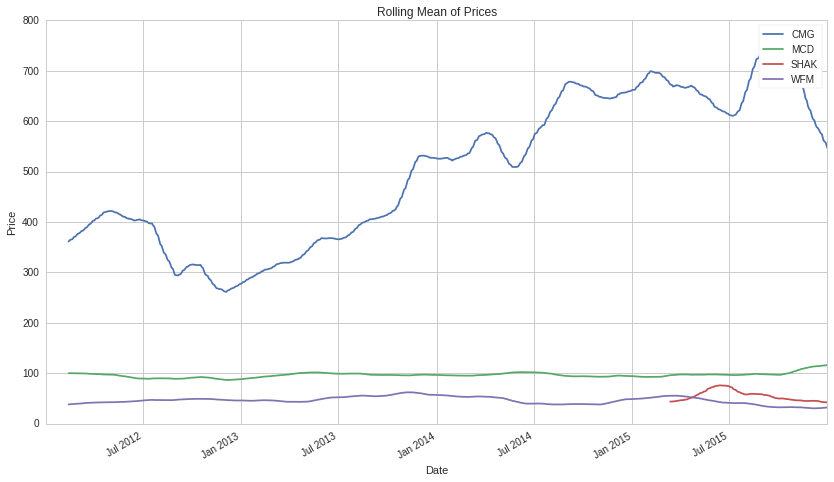 Rolling Mean of Prices
800
700
600
500
400
300
200
100
0
Price
CMG
MCD
SHAK
WFM
Jul 2012
Jan 2013
Jul 2013
Jan 2014
Jul 2014
Jan 2015
Jul 2015
Date